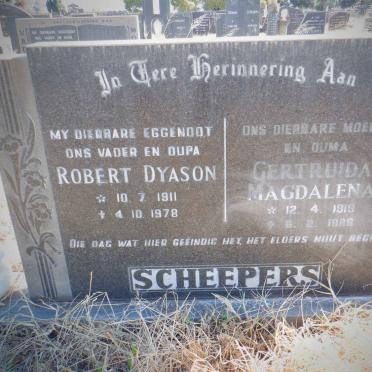 In Tere Herinnering Aan
MY DIERBARE EGGENOOT
ONS VADER EN OUPA
ROBERT DYASON
☆ 10. 7. 1911
✝ 4. 10. 1978
ONS DIERBARE MOE
EN OUMA
GERTRUIDA
MAGDALENA
☆ 12. 4. 1919
DIE DAG WAT HIER GEËINDIG HET, HET ELDERS NUUT BEG
SCHEEPERS